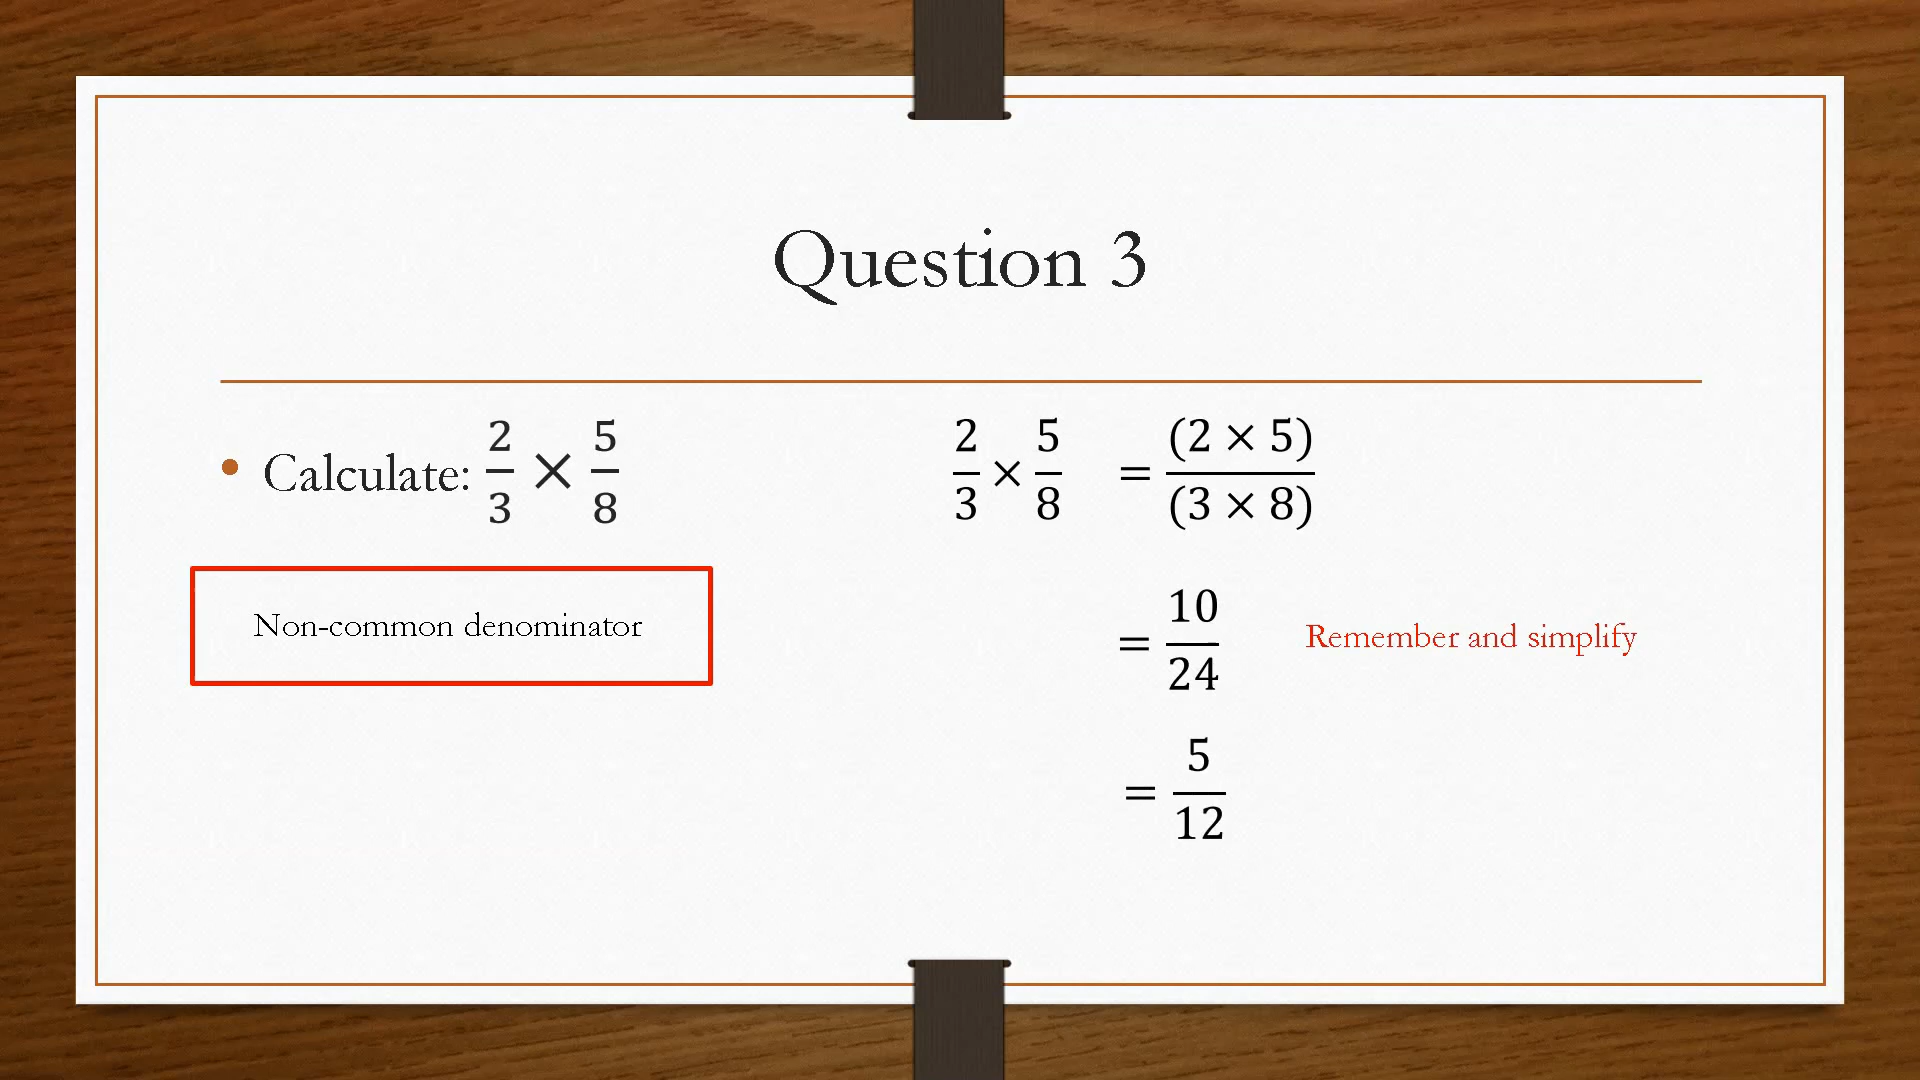 Question 3
• Calculate: 2/3 × 5/8
Non-common denominator
2/3 × 5/8 = (2 × 5)/(3 × 8)
= 10/24 Remember and simplify
= 5/12